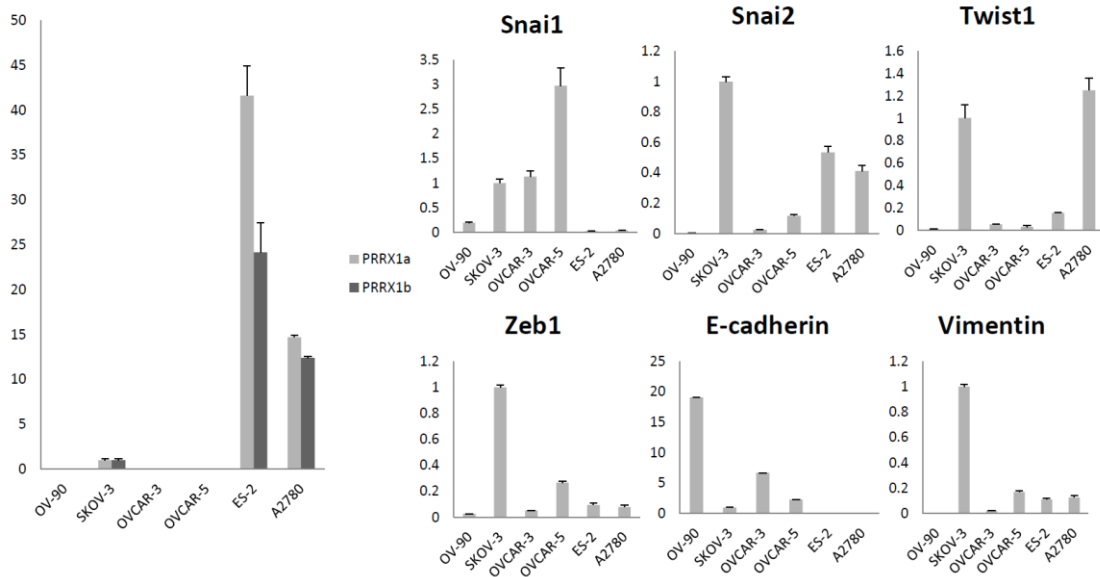 50
45
40
35
30
25
20
15
10
5
0
OV-90
SKOV-3
OVCAR-3
OVCAR-5
ES-2
A2780
PRRX1a
PRRX1b
Snai1
3.5
3
2.5
2
1.5
1
0.5
0
OV-90
SKOV-3
OVCAR-3
OVCAR-5
ES-2
A2780
Snai2
1.2
1
0.8
0.6
0.4
0.2
0
OV-90
SKOV-3
OVCAR-3
OVCAR-5
ES-2
A2780
Twist1
1.6
1.4
1.2
1
0.8
0.6
0.4
0.2
0
OV-90
SKOV-3
OVCAR-3
OVCAR-5
ES-2
A2780
Zeb1
1.2
1
0.8
0.6
0.4
0.2
0
OV-90
SKOV-3
OVCAR-3
OVCAR-5
ES-2
A2780
E-cadherin
25
20
15
10
5
0
OV-90
SKOV-3
OVCAR-3
OVCAR-5
ES-2
A2780
Vimentin
1.2
1
0.8
0.6
0.4
0.2
0
OV-90
SKOV-3
OVCAR-3
OVCAR-5
ES-2
A2780